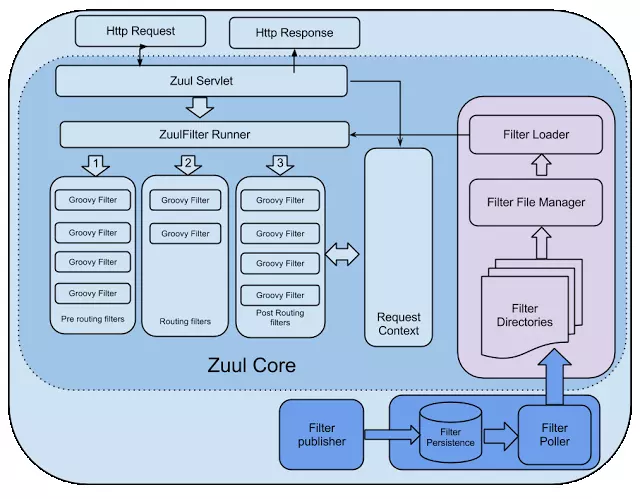 Http Request
Http Response
Zuul Servlet
ZuulFilter Runner
Filter Loader
1
2
3
Groovy Filter
Groovy Filter
Groovy Filter
Groovy Filter
Pre routing filters
Groovy Filter
Groovy Filter
Routing filters
Groovy Filter
Groovy Filter
Groovy Filter
Groovy Filter
Post Routing
filters
Request
Context
Filter File Manager
Filter
Directories
Zuul Core
Filter
publisher
Filter
Persistence
Filter
Poller